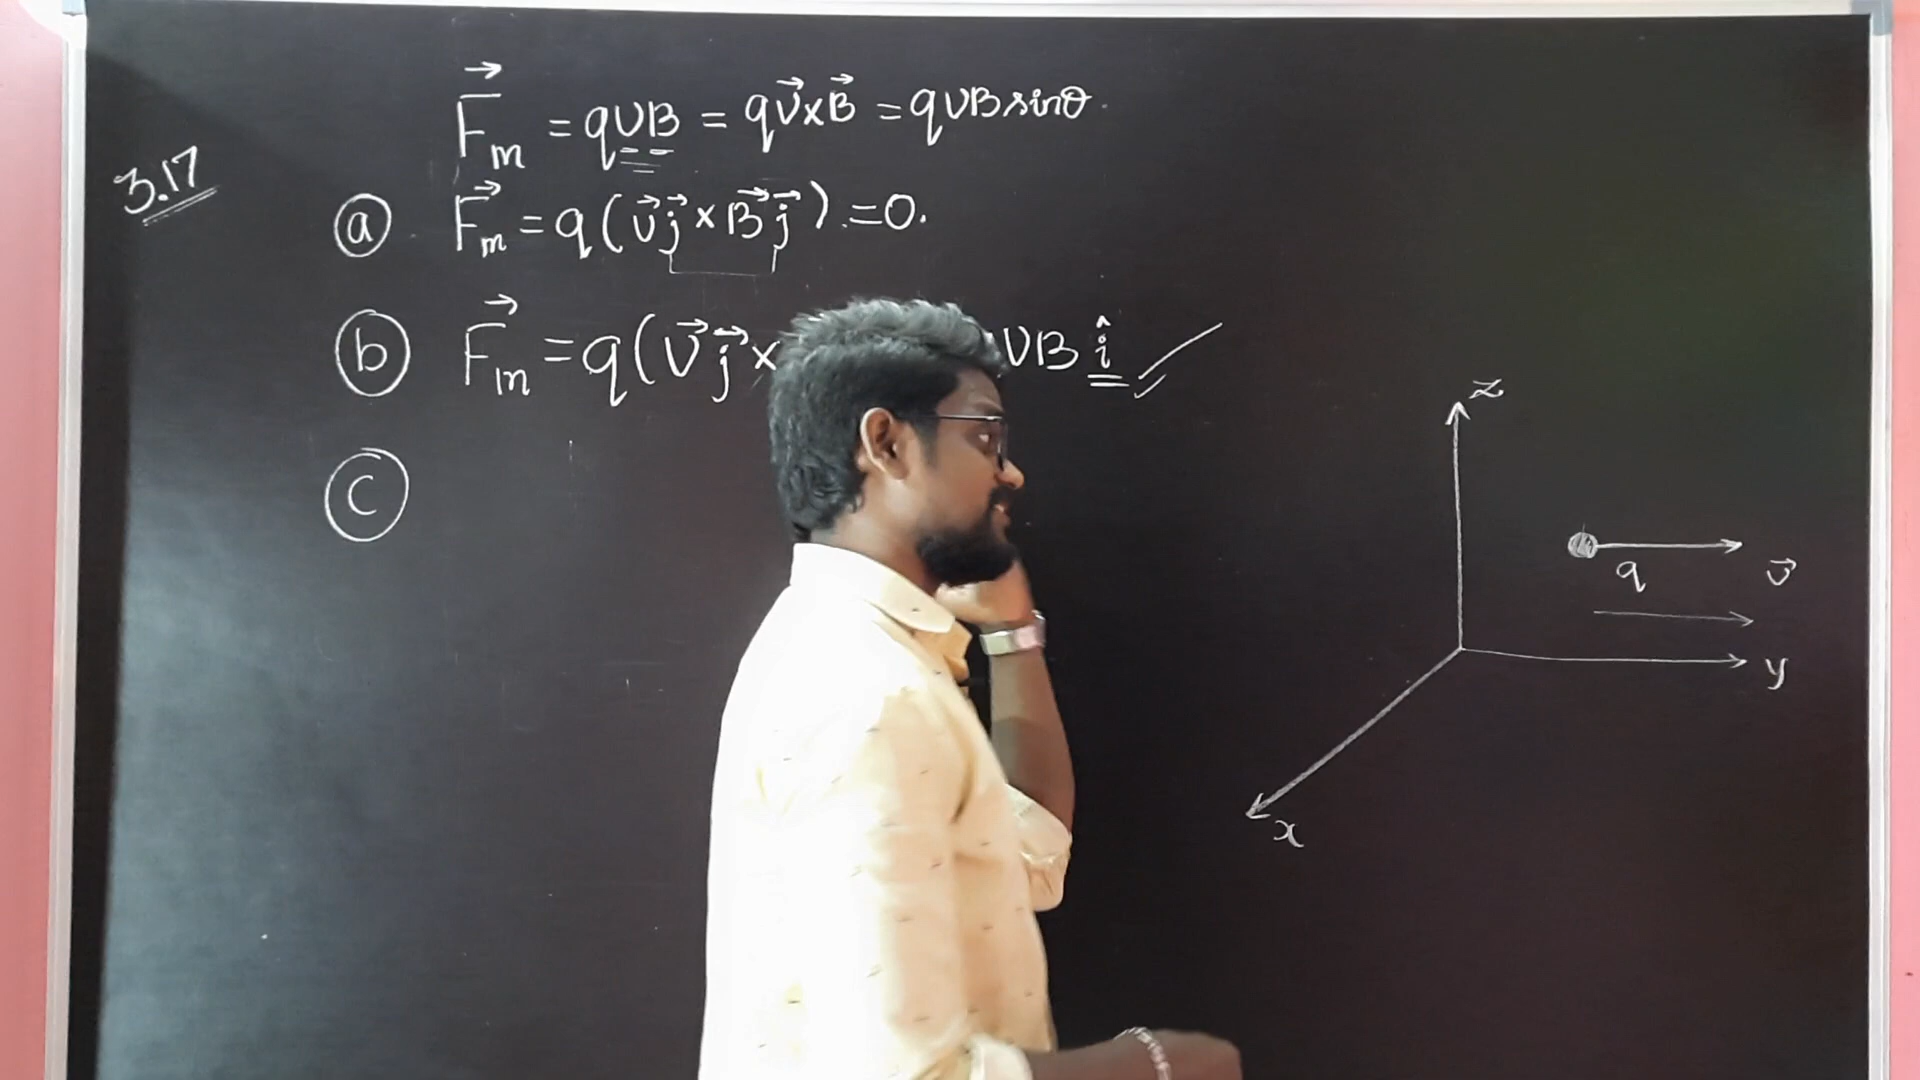 F⃗m = qvB = qv⃗×B⃗ = qvB sinθ
3.17
ⓐ F⃗m = q(v⃗j⃗ × B⃗j⃗) = 0.
ⓑ F⃗m = q(v⃗j⃗ × vB î
ⓒ
z
q v⃗
y
x